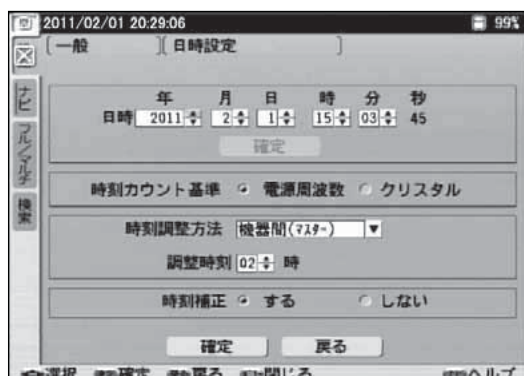 2011/02/01 20:29:06 99%
一般 日時設定
ナビ
フル/マルチ
検索
年 月 日 時 分 秒
日時 2011 2 1 15 03 45
確定
時刻カウント基準 電源周波数 クリスタル
時刻調整方法 機器間(ﾏｽﾀｰ)
調整時刻 02 時
時刻補正 する しない
確定 戻る
選択 確定 戻る 閉じる ヘルプ